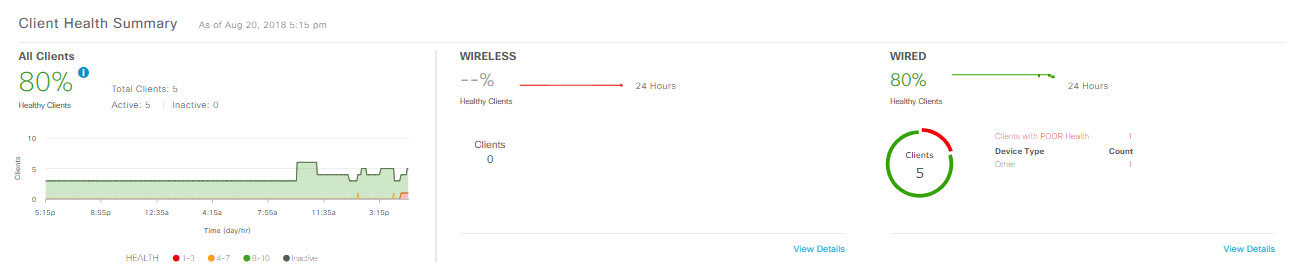 Client Health Summary As of Aug 20, 2018 5:15 pm
All Clients
80% i
Healthy Clients
Total Clients: 5
Active: 5 | Inactive: 0
Clients
10
5
0
5:15p 8:55p 12:35a 4:15a 7:55a 11:35a 3:15p
Time (day/hr)
HEALTH 1-3 4-7 8-10 Inactive
WIRELESS
--%
Healthy Clients
24 Hours
Clients
0
View Details
WIRED
80%
Healthy Clients
24 Hours
Clients
5
Clients with POOR Health 1
Device Type Count
Other 1
View Details